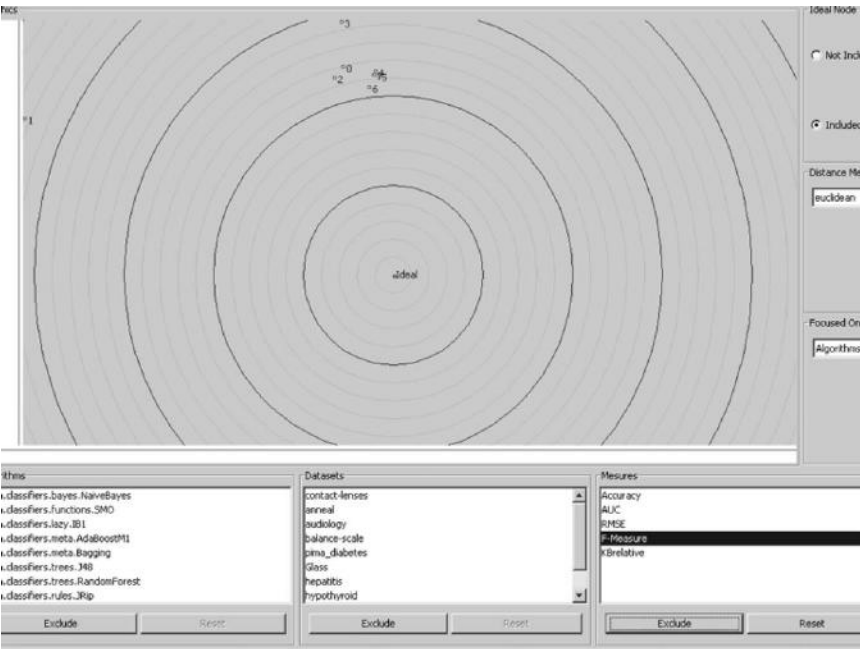 hics
Ideal Node
°3
°0
°2
°6
°1
Not Incl
Included
Distance Me
euclidean
Ideal
Focused On
Algorithms
ithms
Datasets
Mesures
.classifiers.bayes.NaiveBayes
.classifiers.functions.SMO
.classifiers.lazy.IB1
.classifiers.meta.AdaBoostM1
.classifiers.meta.Bagging
.classifiers.trees.J48
.classifiers.trees.RandomForest
.classifiers.rules.JRip
contact-lenses
anneal
audiology
balance-scale
pima_diabetes
Glass
hepatitis
hypothyroid
Accuracy
AUC
RMSE
F-Measure
KBrelative
Exclude
Reset
Exclude
Reset
Exclude
Reset